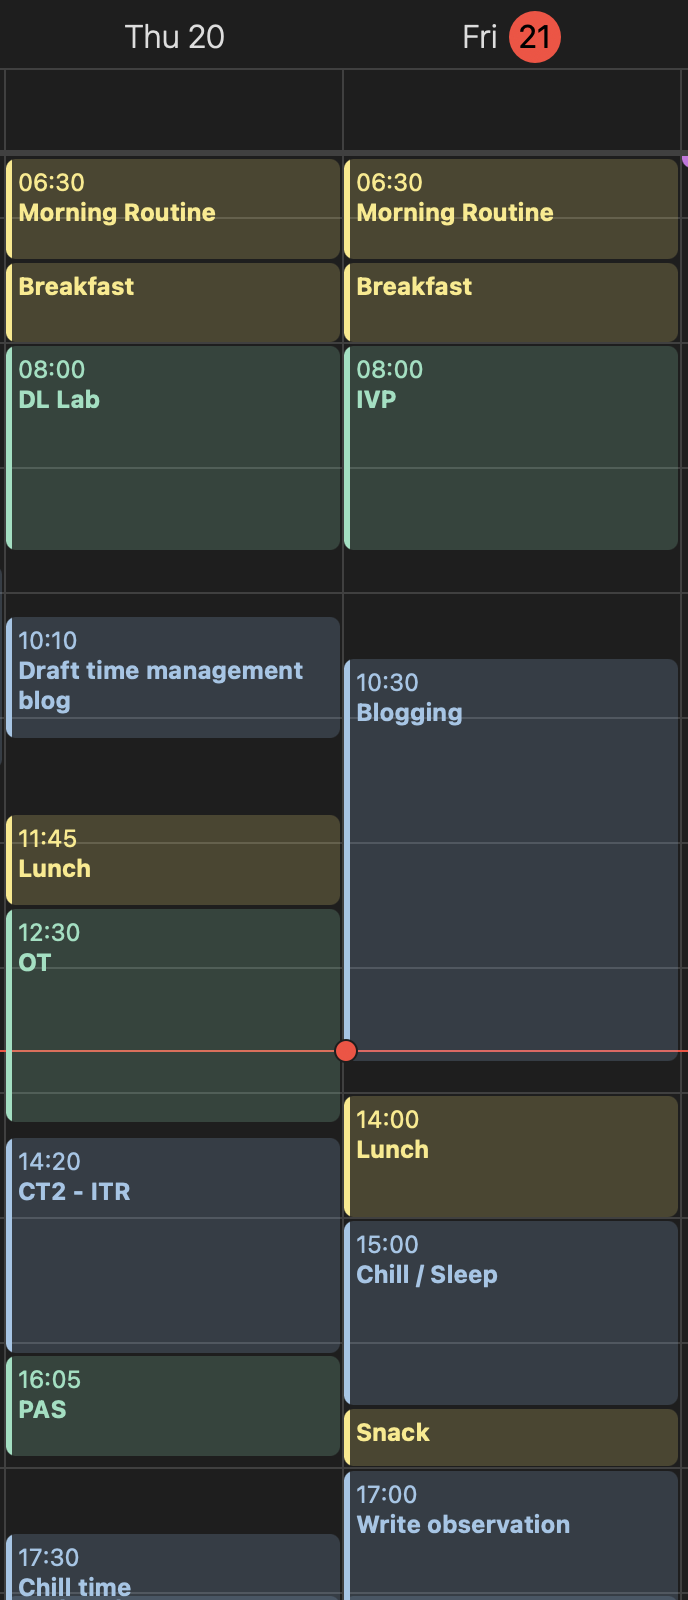 Thu 20
Fri 21
06:30
Morning Routine
Breakfast
08:00
DL Lab
10:10
Draft time management
blog
11:45
Lunch
12:30
OT
14:20
CT2 - ITR
16:05
PAS
17:30
Chill time
06:30
Morning Routine
Breakfast
08:00
IVP
10:30
Blogging
14:00
Lunch
15:00
Chill / Sleep
Snack
17:00
Write observation